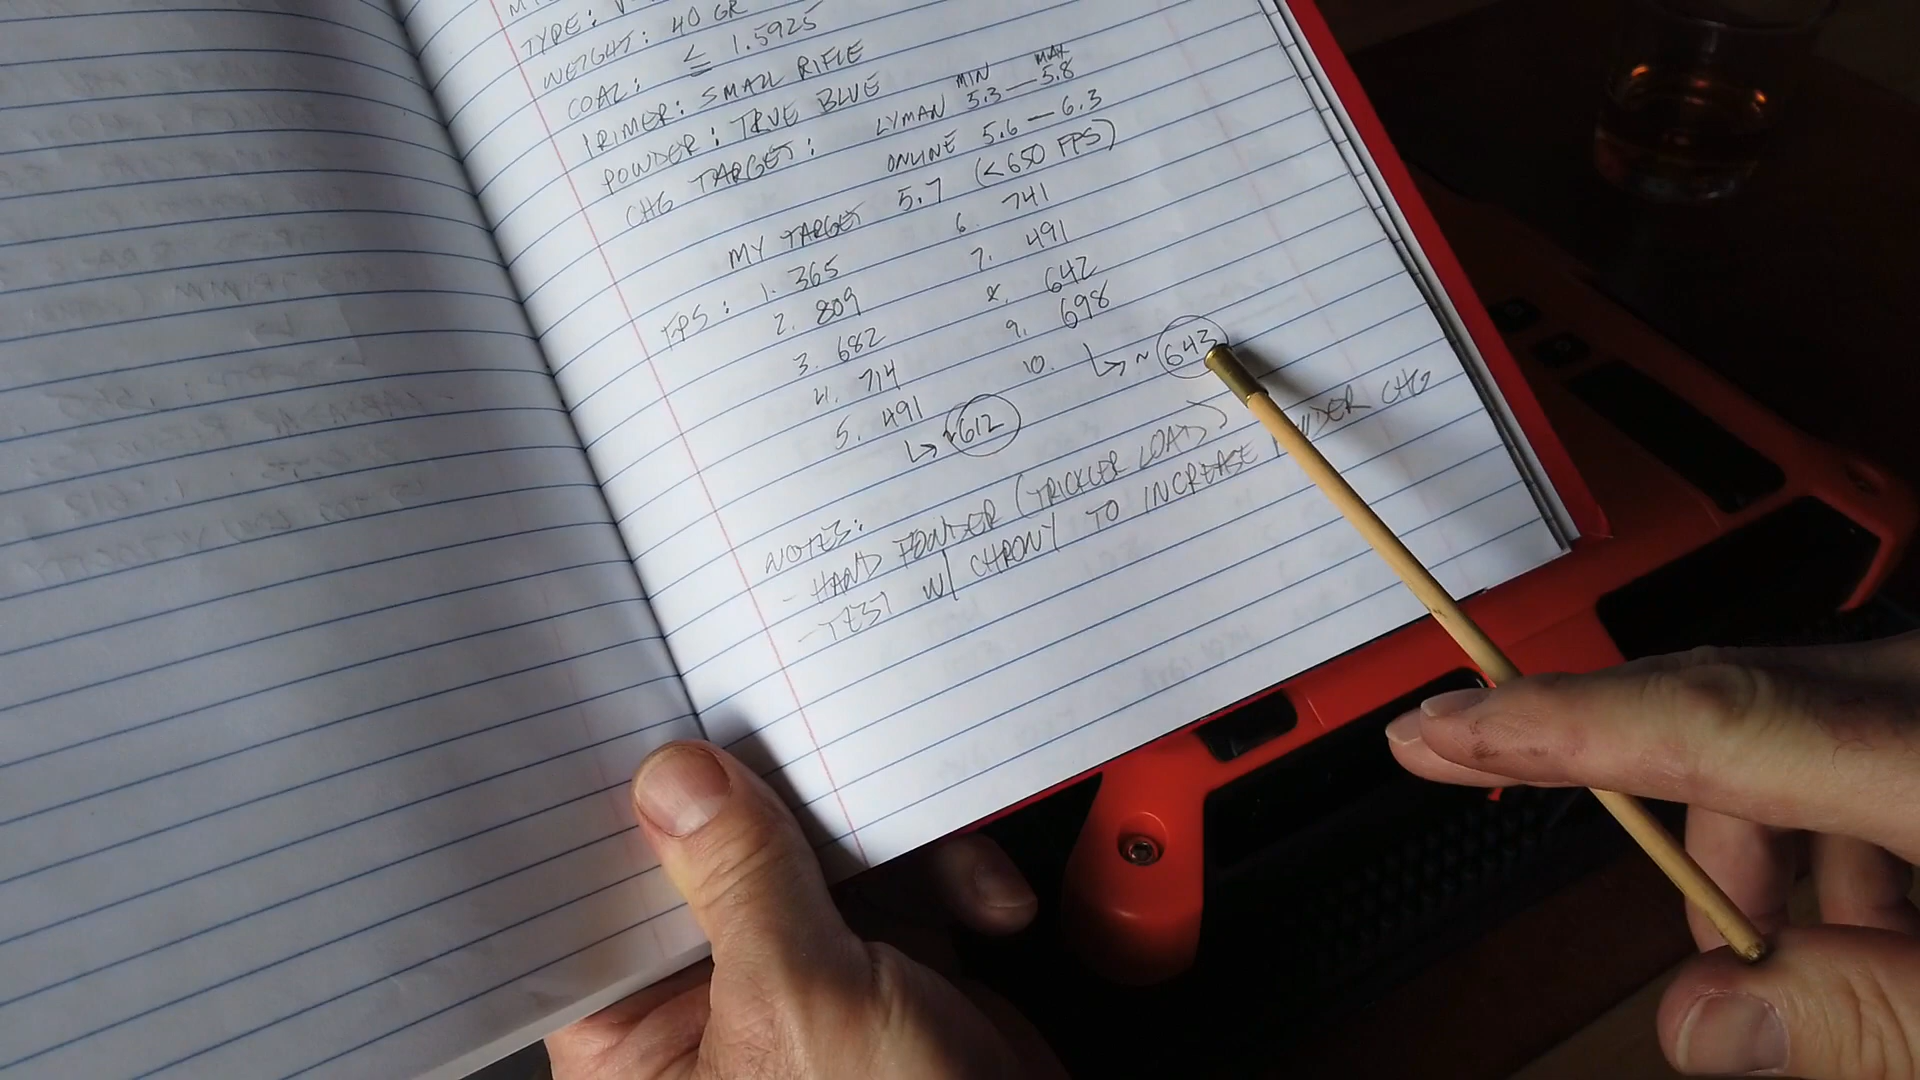 TYPE: V
WEIGHT: 40 GR
COAL: ≤ 1.5925
PRIMER: SMALL RIFLE
POWDER: TRUE BLUE
MIN MAX
CHG TARGET: LYMAN 5.3 — 5.8
ONLINE 5.6 — 6.3
MY TARGET 5.7 (<650 FPS)
FPS: 1. 365 6. 741
2. 809 7. 491
3. 682 8. 642
4. 714 9. 698
5. 491 10. ↳ ~ 643
↳ ~612
NOTES:
- HAND POWDER (TRICKLER LOAD)
- TEST W/ CHRONY TO INCREASE POWDER CHG